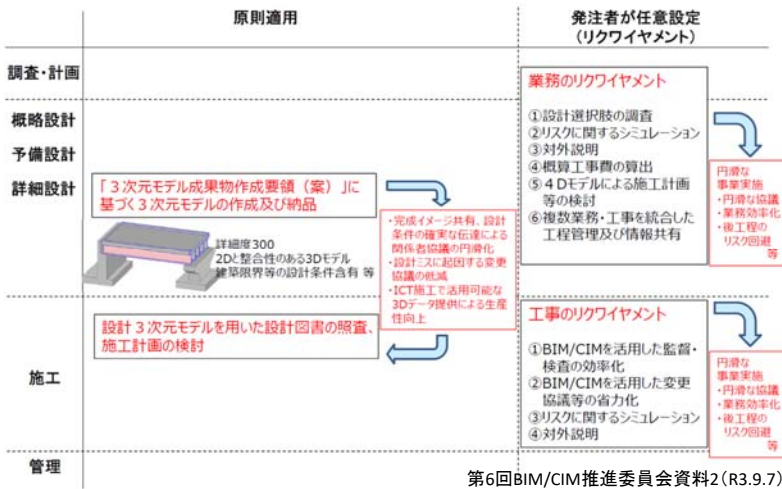 原則適用
発注者が任意設定
(リクワイヤメント)
調査・計画
概略設計
予備設計
詳細設計
「3次元モデル成果物作成要領(案)」に
基づく3次元モデルの作成及び納品
詳細度300
2Dと整合性のある3Dモデル
建築限界等の設計条件含有 等
・完成イメージ共有、設計
条件の確実な伝達による
関係者協議の円滑化
・設計ミスに起因する変更
協議の低減
・ICT施工で活用可能な
3Dデータ提供による生産
性向上
業務のリクワイヤメント
①設計選択肢の調査
②リスクに関するシミュレーション
③対外説明
④概算工事費の算出
⑤4Dモデルによる施工計画
等の検討
⑥複数業務・工事を統合した
工程管理及び情報共有
円滑な
事業実施
・円滑な協議
・業務効率化
・後工程の
リスク回避
等
施工
設計3次元モデルを用いた設計図書の照査、
施工計画の検討
工事のリクワイヤメント
①BIM/CIMを活用した監督・
検査の効率化
②BIM/CIMを活用した変更
協議等の省力化
③リスクに関するシミュレーション
④対外説明
円滑な
事業実施
・円滑な協議
・業務効率化
・後工程の
リスク回避
等
管理
第6回BIM/CIM推進委員会資料2(R3.9.7)